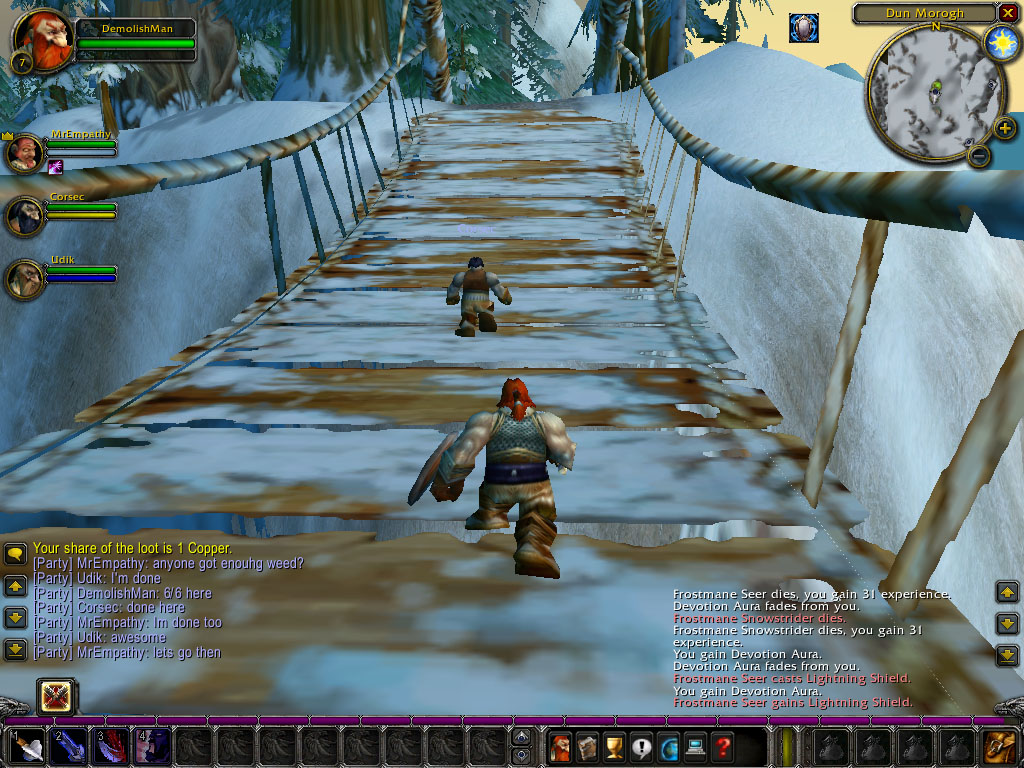 DemolishMan
7
Dun Morogh
N
MrEmpathy
Corsec
Udik
Your share of the loot is 1 Copper.
[Party] MrEmpathy: anyone got enouhg weed?
[Party] Udik: I'm done
[Party] DemolishMan: 6/6 here
[Party] Corsec: done here
[Party] MrEmpathy: Im done too
[Party] Udik: awesome
[Party] MrEmpathy: lets go then
Frostmane Seer dies, you gain 31 experience.
Devotion Aura fades from you.
Frostmane Snowstrider dies.
Frostmane Snowstrider dies, you gain 31
experience.
You gain Devotion Aura.
Devotion Aura fades from you.
Frostmane Seer casts Lightning Shield.
You gain Devotion Aura.
Frostmane Seer gains Lightning Shield.
1 2 3 4